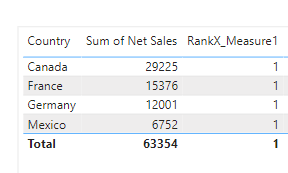 Country Sum of Net Sales RankX_Measure1
Canada 29225 1
France 15376 1
Germany 12001 1
Mexico 6752 1
Total 63354 1